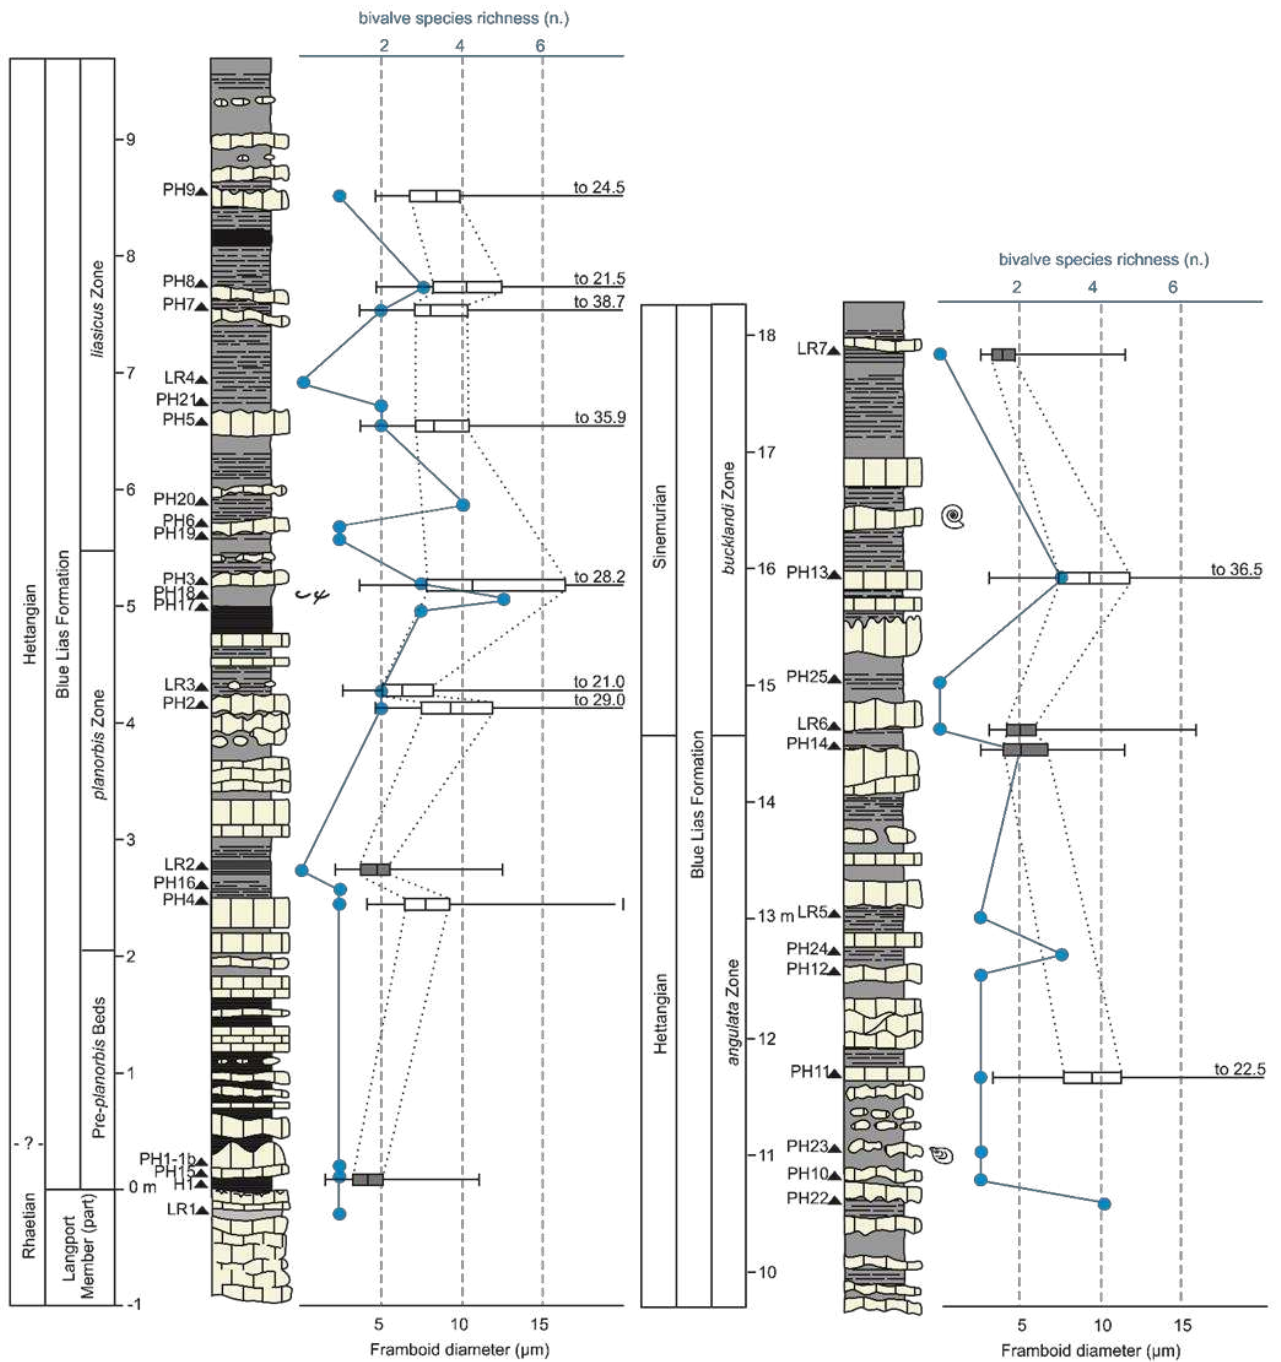 bivalve species richness (n.)
2 4 6
9
8
7
6
5
4
3
2
1
0 m
-1
Hettangian
- ? -
Rhaetian
Blue Lias Formation
Langport
Member (part)
liasicus Zone
planorbis Zone
Pre-planorbis Beds
PH9
PH8
PH7
LR4
PH21
PH5
PH20
PH6
PH19
PH3
PH18
PH17
LR3
PH2
LR2
PH16
PH4
PH1-1b
PH15
H1
LR1
to 24.5
to 21.5
to 38.7
to 35.9
to 28.2
to 21.0
to 29.0
5 10 15
Framboid diameter (μm)
bivalve species richness (n.)
2 4 6
18
17
16
15
14
13 m
12
11
10
Sinemurian
Hettangian
Blue Lias Formation
bucklandi Zone
angulata Zone
LR7
PH13
PH25
LR6
PH14
LR5
PH24
PH12
PH11
PH23
PH10
PH22
to 36.5
to 22.5
5 10 15
Framboid diameter (μm)